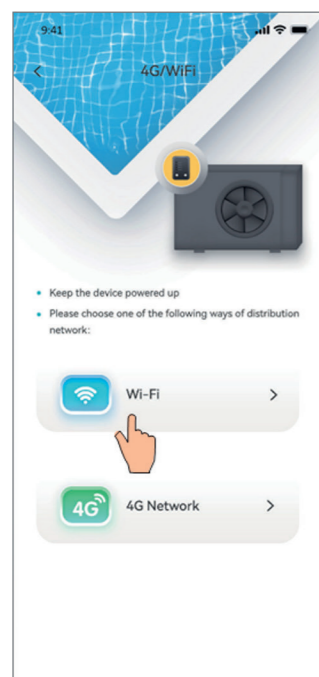 9:41
4G/WiFi
• Keep the device powered up
• Please choose one of the following ways of distribution
network:
Wi-Fi
4G
4G Network